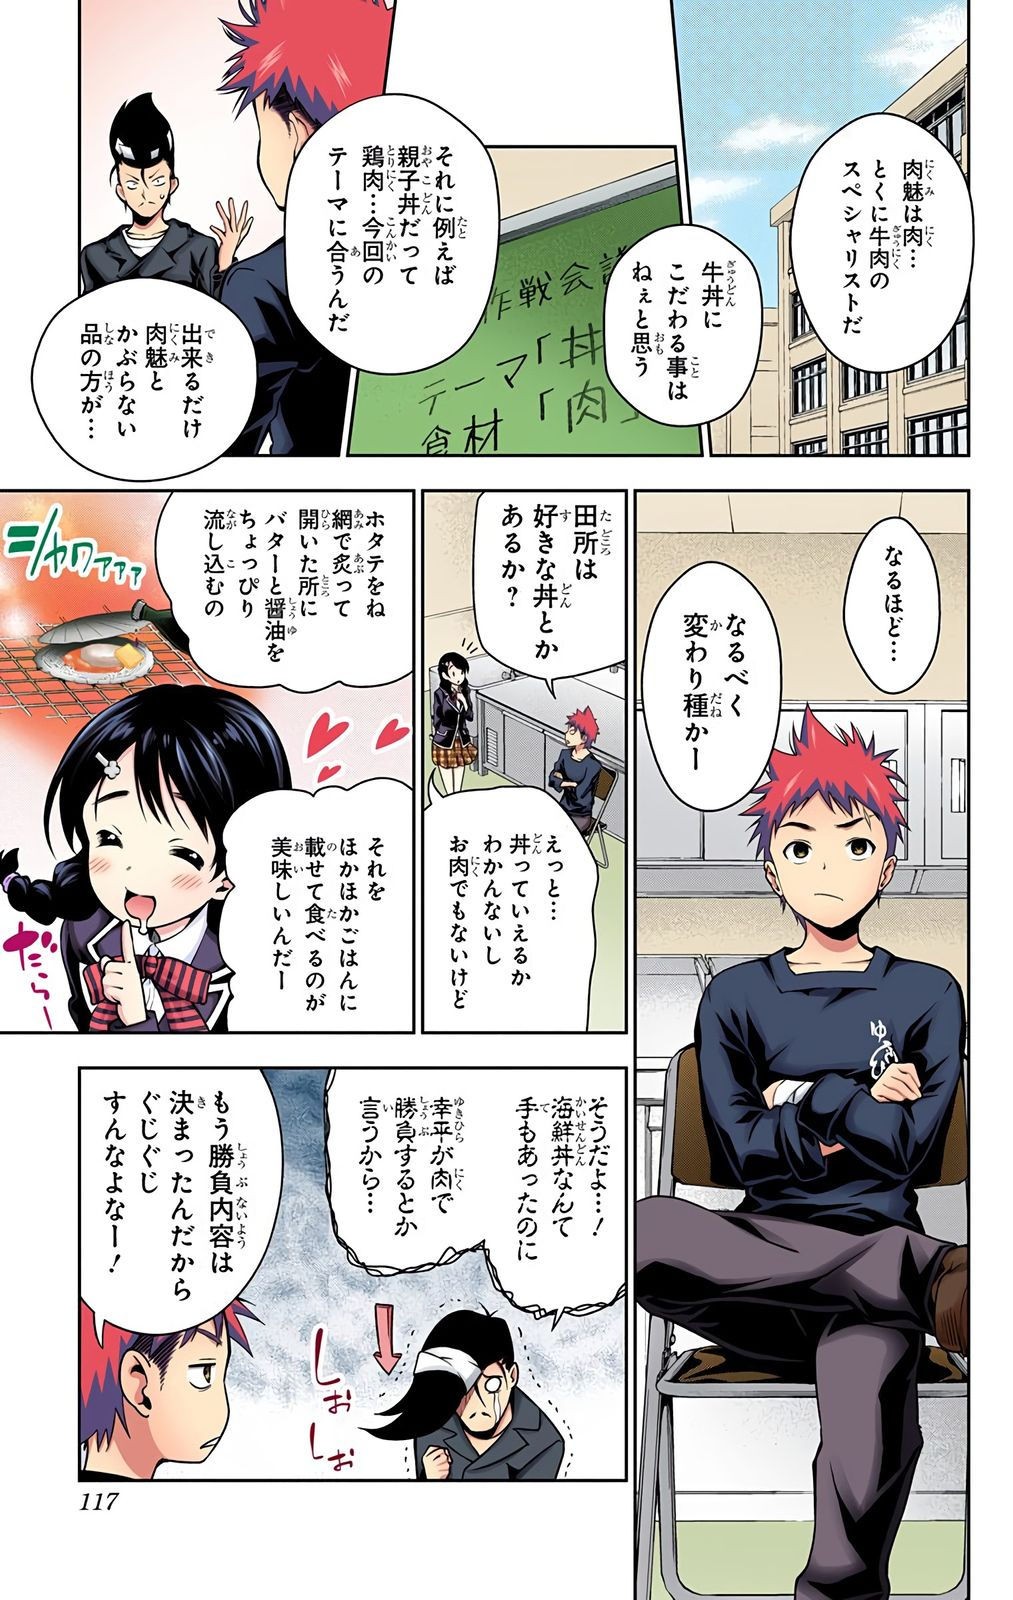 肉魅は肉…
とくに牛肉の
スペシャリストだ
牛丼に
こだわる事は
ねぇと思う
作戦会議
テーマ「丼
食材「肉」
それに例えば
親子丼だって
鶏肉…今回の
テーマに合うんだ
出来るだけ
肉魅と
かぶらない
品の方が…
なるほど…
なるべく
変わり種かー
ゆきひ
田所は
好きな丼とか
あるか?
えっと…
丼っていえるか
わかんないし
お肉でもないけど
ホタテをね
網で炙って
開いた所に
バターと醤油を
ちょっぴり
流し込むの
ジャワァァァ
それを
ほかほかごはんに
載せて食べるのが
美味しいんだー
だらー
そうだよ…!
海鮮丼なんて
手もあったのに
幸平が肉で
勝負するとか
言うから…
しお
しお
もう勝負内容は
決まったんだから
ぐじぐじ
すんなよなー!
117